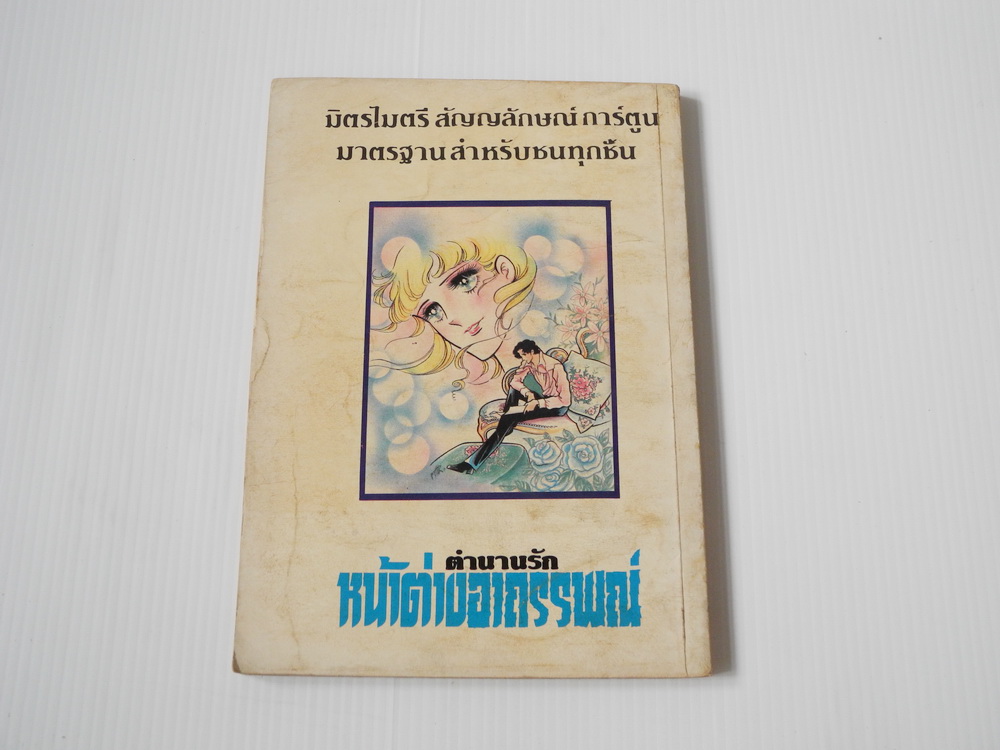 มิตรไมตรี สัญญลักษณ์ การ์ตูน
มาตรฐานสำหรับชนทุกชั้น
ตำนานรัก
หน้าต่างอาถรรพณ์